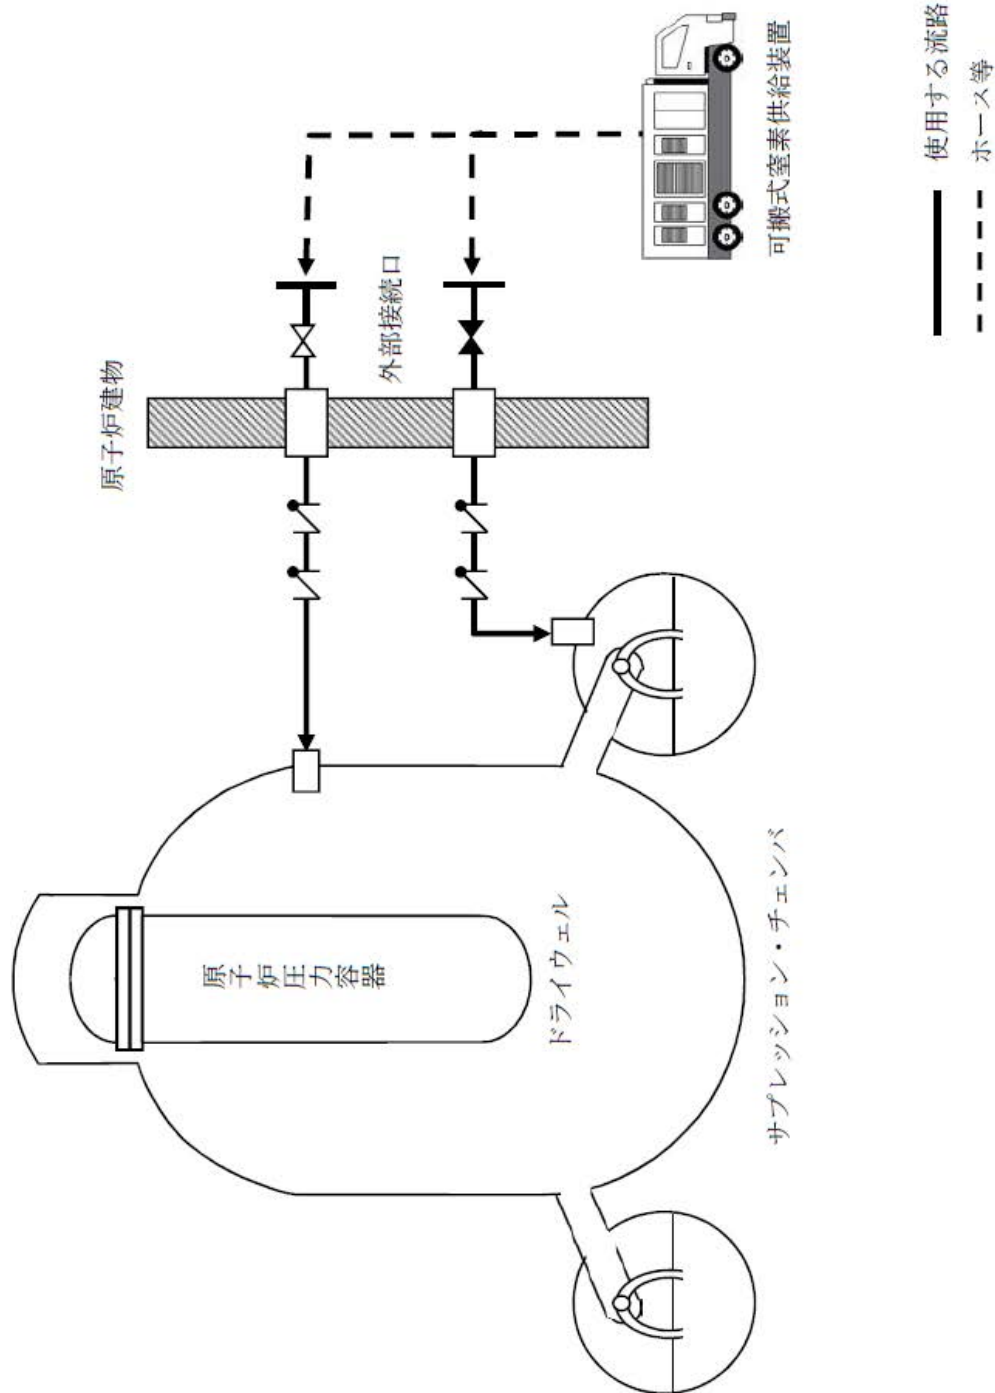 原子炉建物
外部接続口
可搬式窒素供給装置
原子炉圧力容器
ドライウェル
サプレッション・チェンバ
使用する流路
ホース等